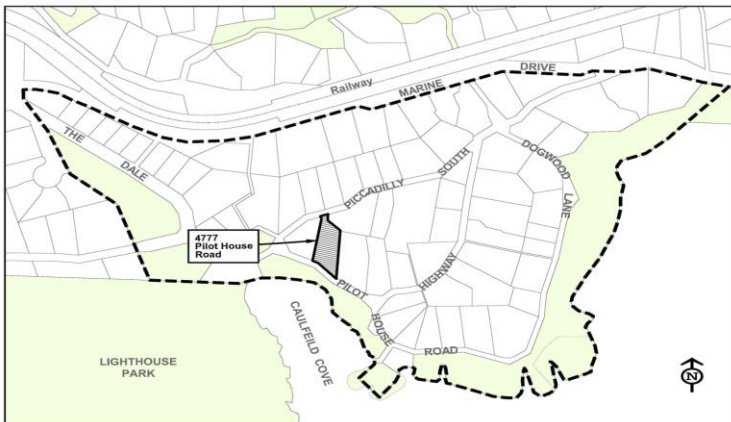 Railway
MARINE
DRIVE
THE
DALE
PICCADILLY
SOUTH
DOGWOOD
LANE
4777
Pilot House
Road
PILOT
HOUSE
ROAD
HIGHWAY
CAULFEILD COVE
LIGHTHOUSE
PARK
N